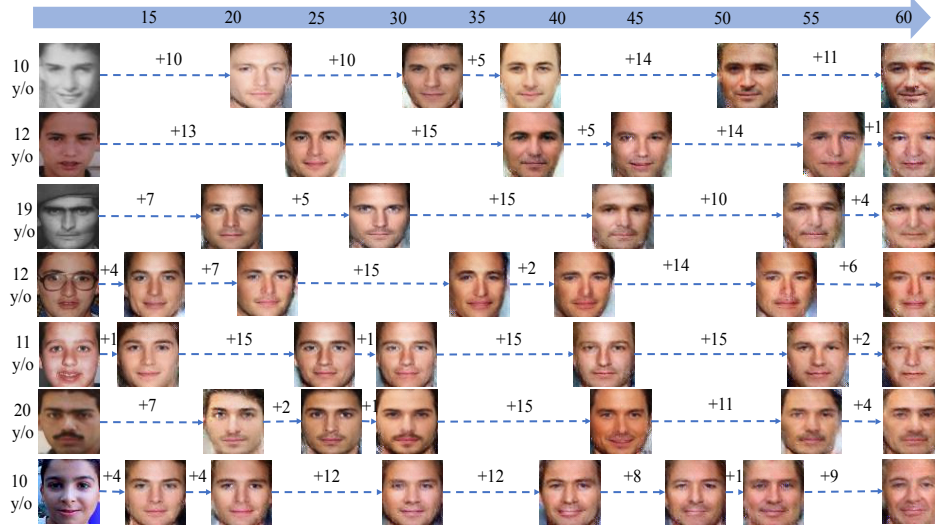 15 20 25 30 35 40 45 50 55 60
10 +10 +10 +5 +14 +11
y/o
12 +13 +15 +5 +14 +1
y/o
19 +7 +5 +15 +10 +4
y/o
12 +4 +7 +15 +2 +14 +6
y/o
11 +1 +15 +1 +15 +15 +2
y/o
20 +7 +2 +1 +15 +11 +4
y/o
10 +4 +4 +12 +12 +8 +1 +9
y/o